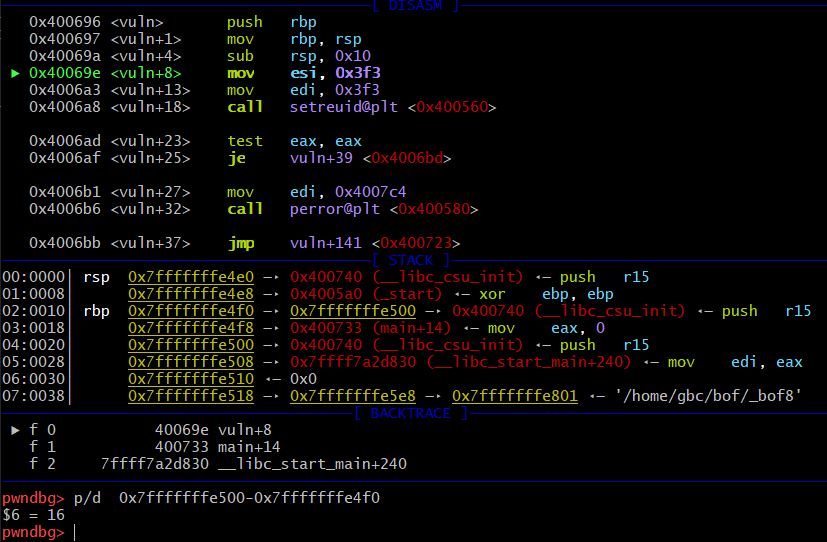 [ DISASM ]
0x400696 <vuln> push rbp
0x400697 <vuln+1> mov rbp, rsp
0x40069a <vuln+4> sub rsp, 0x10
► 0x40069e <vuln+8> mov esi, 0x3f3
0x4006a3 <vuln+13> mov edi, 0x3f3
0x4006a8 <vuln+18> call setreuid@plt <0x400560>
0x4006ad <vuln+23> test eax, eax
0x4006af <vuln+25> je vuln+39 <0x4006bd>
0x4006b1 <vuln+27> mov edi, 0x4007c4
0x4006b6 <vuln+32> call perror@plt <0x400580>
0x4006bb <vuln+37> jmp vuln+141 <0x400723>
[ STACK ]
00:0000│ rsp 0x7fffffffe4e0 —▸ 0x400740 (__libc_csu_init) ◂— push r15
01:0008│ 0x7fffffffe4e8 —▸ 0x4005a0 (_start) ◂— xor ebp, ebp
02:0010│ rbp 0x7fffffffe4f0 —▸ 0x7fffffffe500 —▸ 0x400740 (__libc_csu_init) ◂— push r15
03:0018│ 0x7fffffffe4f8 —▸ 0x400733 (main+14) ◂— mov eax, 0
04:0020│ 0x7fffffffe500 —▸ 0x400740 (__libc_csu_init) ◂— push r15
05:0028│ 0x7fffffffe508 —▸ 0x7ffff7a2d830 (__libc_start_main+240) ◂— mov edi, eax
06:0030│ 0x7fffffffe510 ◂— 0x0
07:0038│ 0x7fffffffe518 —▸ 0x7fffffffe5e8 —▸ 0x7fffffffe801 ◂— '/home/gbc/bof/_bof8'
[ BACKTRACE ]
► f 0 40069e vuln+8
f 1 400733 main+14
f 2 7ffff7a2d830 __libc_start_main+240
pwndbg> p/d 0x7fffffffe500-0x7fffffffe4f0
$6 = 16
pwndbg>